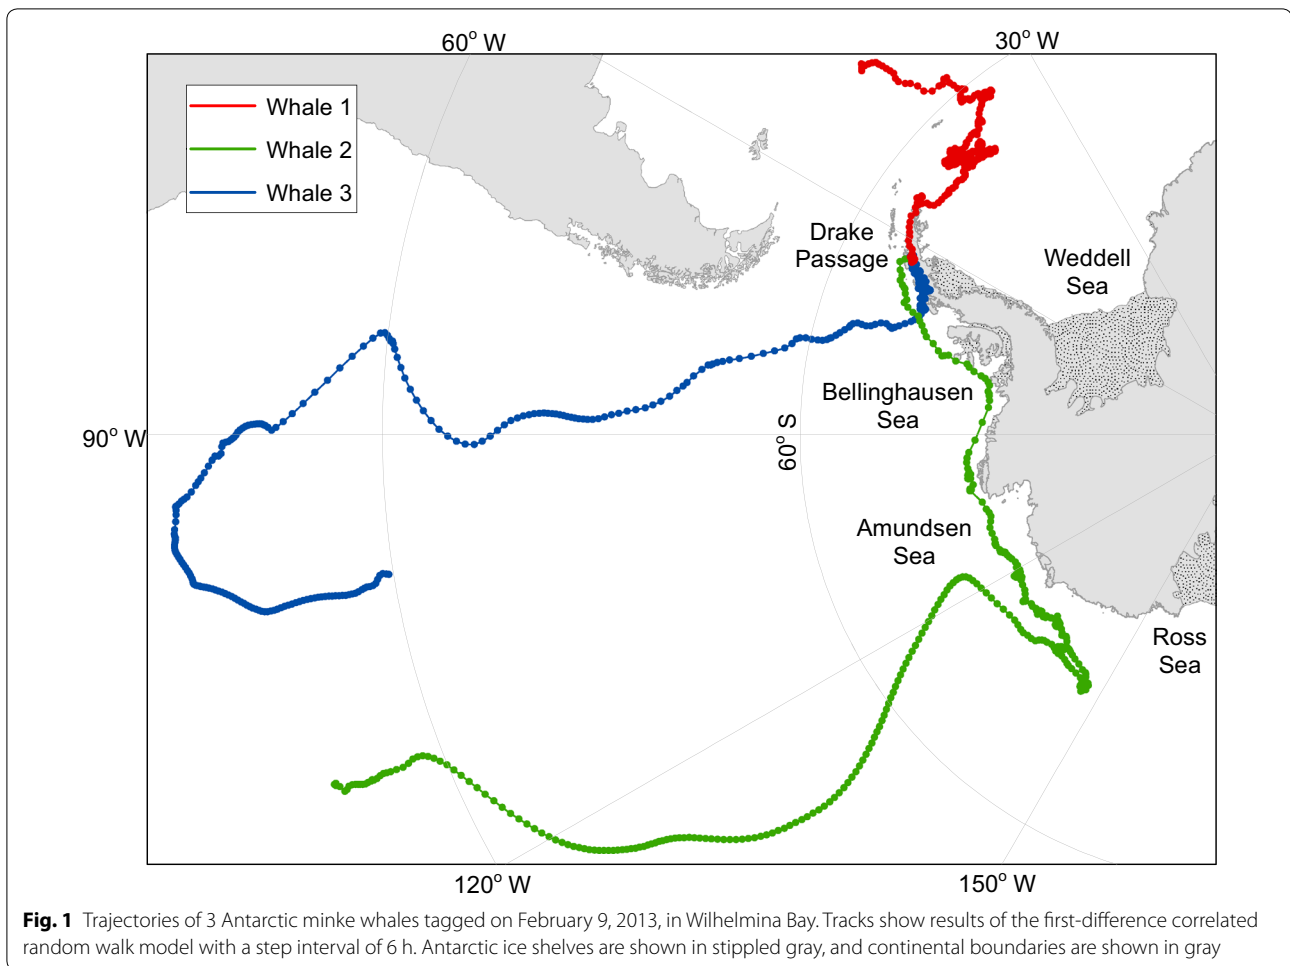 60° W
30° W
Whale 1
Whale 2
Whale 3
Drake
Passage
Weddell
Sea
Bellinghausen
Sea
90° W
60° S
Amundsen
Sea
Ross
Sea
120° W
150° W
Fig. 1 Trajectories of 3 Antarctic minke whales tagged on February 9, 2013, in Wilhelmina Bay. Tracks show results of the first-difference correlated
random walk model with a step interval of 6 h. Antarctic ice shelves are shown in stippled gray, and continental boundaries are shown in gray